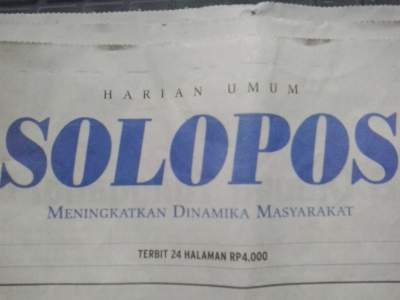 HARIAN UMUM
SOLOPOS
MENINGKATKAN DINAMIKA MASYARAKAT
TERBIT 24 HALAMAN RP4.000